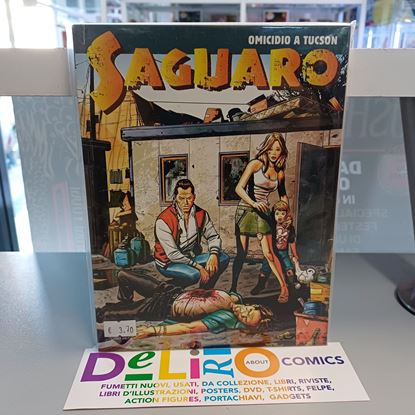 OMICIDIO A TUCSON
SAGUARO
€ 3.70
DeLiRiO ABOUT COMICS
FUMETTI NUOVI, USATI, DA COLLEZIONE, LIBRI, RIVISTE,
LIBRI D'ILLUSTRAZIONI, POSTERS, DVD, T-SHIRTS, FELPE,
ACTION FIGURES, PORTACHIAVI, GADGETS